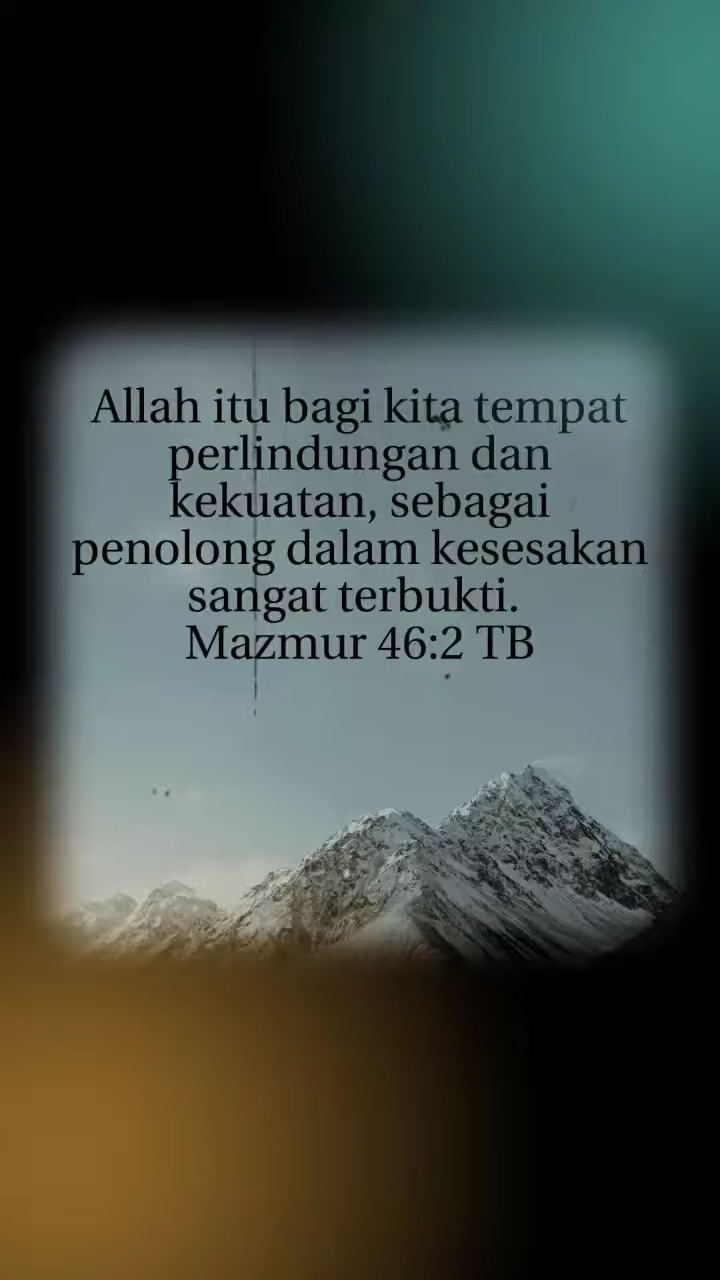 Allah itu bagi kita tempat
perlindungan dan
kekuatan, sebagai
penolong dalam kesesakan
sangat terbukti.
Mazmur 46:2 TB